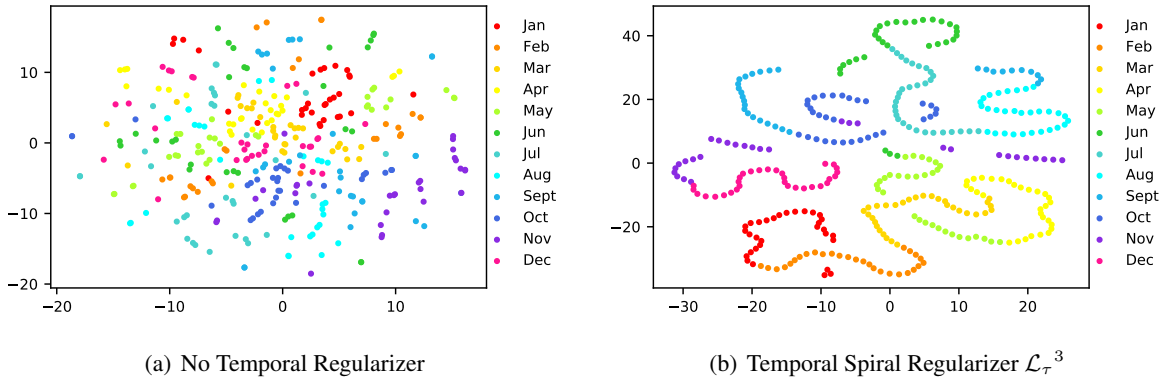 10
0
−10
−20
−20
−10
0
10
Jan
Feb
Mar
Apr
May
Jun
Jul
Aug
Sept
Oct
Nov
Dec
40
20
0
−20
−30
−20
−10
0
10
20
Jan
Feb
Mar
Apr
May
Jun
Jul
Aug
Sept
Oct
Nov
Dec
(a) No Temporal Regularizer
(b) Temporal Spiral Regularizer ℒτ³